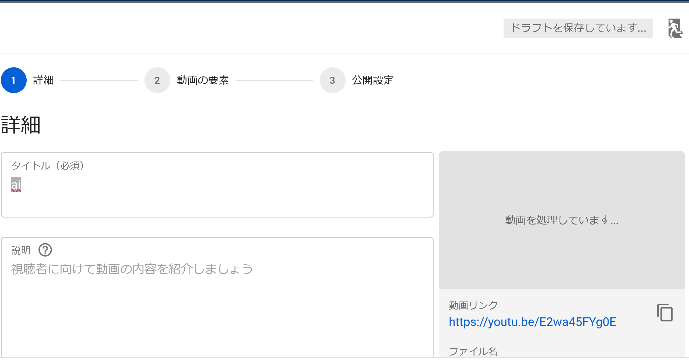 ドラフトを保存しています...
1 詳細 2 動画の要素 3 公開設定
詳細
タイトル（必須）
aj
説明
視聴者に向けて動画の内容を紹介しましょう
動画を処理しています...
動画リンク
https://youtu.be/E2wa45FYg0E
ファイル名